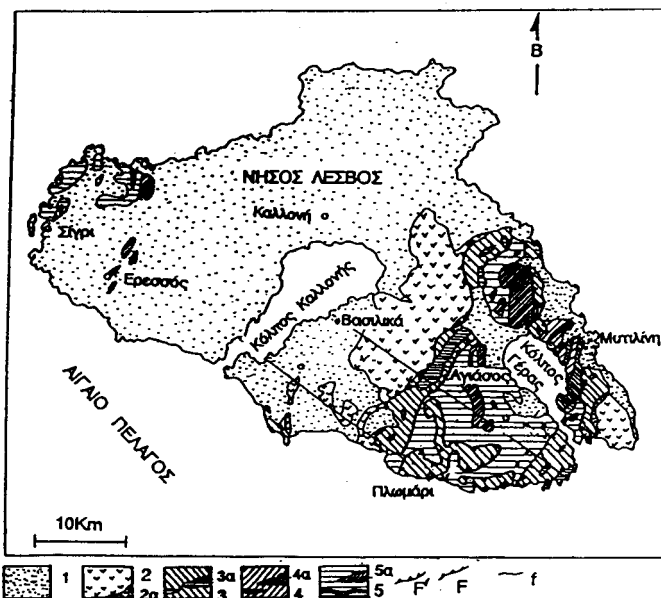 Β
ΝΗΣΟΣ ΛΕΣΒΟΣ
Καλλονή
Σίγρι
Ερεσσός
Κόλπος Καλλονής
Βασιλικά
Μυτιλίνη
Κόλπος Γέρας
Αγιάσος
ΑΙΓΑΙΟ ΠΕΛΑΓΟΣ
Πλωμάρι
10Km
1 2 3α 4α 5α F F f
2α 3 4 5